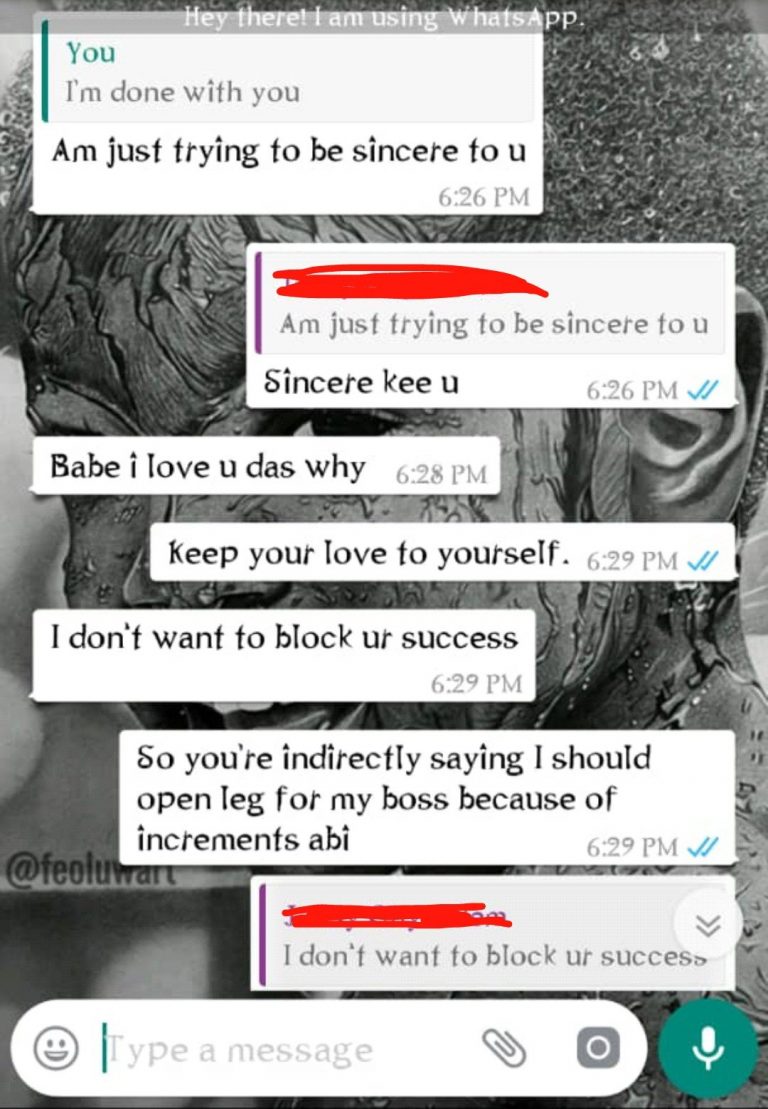 Hey there! I am using WhatsApp.
You
I'm done with you
Am just trying to be sincere to u
6:26 PM
Am just trying to be sincere to u
Sincere kee u 6:26 PM
Babe i love u das why 6:28 PM
Keep your love to yourself. 6:29 PM
I don't want to block ur success
6:29 PM
So you're indirectly saying I should
open leg for my boss because of
increments abi 6:29 PM
@feoluwart
I don't want to block ur success
Type a message